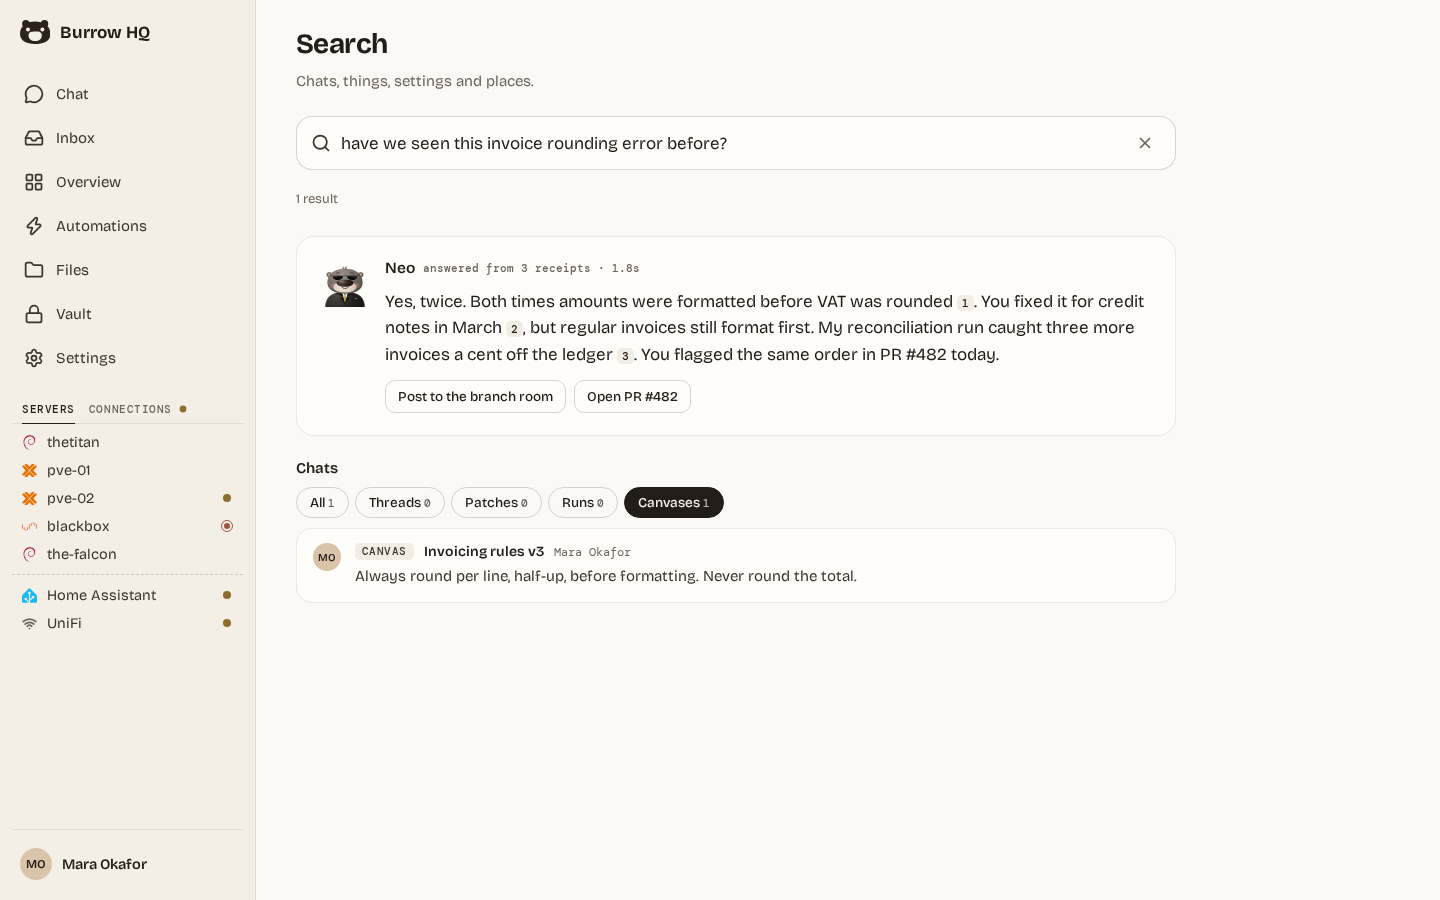 Burrow HQ
Chat
Inbox
Overview
Automations
Files
Vault
Settings
SERVERS CONNECTIONS
thetitan
pve-01
pve-02
blackbox
the-falcon
Home Assistant
UniFi
MO Mara Okafor
Search
Chats, things, settings and places.
have we seen this invoice rounding error before?
1 result
Neo answered from 3 receipts · 1.8s
Yes, twice. Both times amounts were formatted before VAT was rounded 1. You fixed it for credit
notes in March 2, but regular invoices still format first. My reconciliation run caught three more
invoices a cent off the ledger 3. You flagged the same order in PR #482 today.
Post to the branch room Open PR #482
Chats
All 1 Threads 0 Patches 0 Runs 0 Canvases 1
MO CANVAS Invoicing rules v3 Mara Okafor
Always round per line, half-up, before formatting. Never round the total.